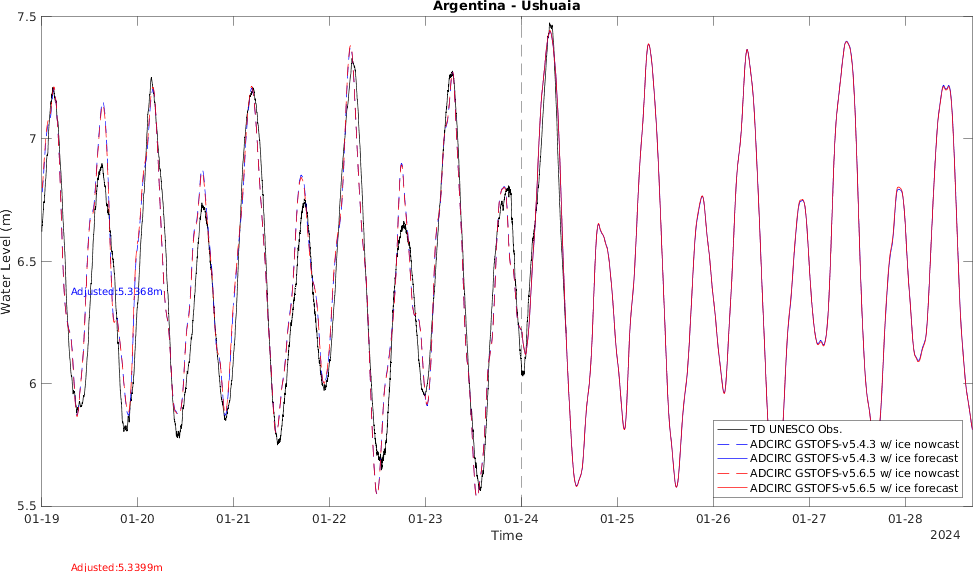 Argentina - Ushuaia
7.5
7
6.5
6
5.5
Water Level (m)
Adjusted:5.3368m
TD UNESCO Obs.
ADCIRC GSTOFS-v5.4.3 w/ ice nowcast
ADCIRC GSTOFS-v5.4.3 w/ ice forecast
ADCIRC GSTOFS-v5.6.5 w/ ice nowcast
ADCIRC GSTOFS-v5.6.5 w/ ice forecast
01-19 01-20 01-21 01-22 01-23 01-24 01-25 01-26 01-27 01-28
Time
2024
Adjusted:5.3399m